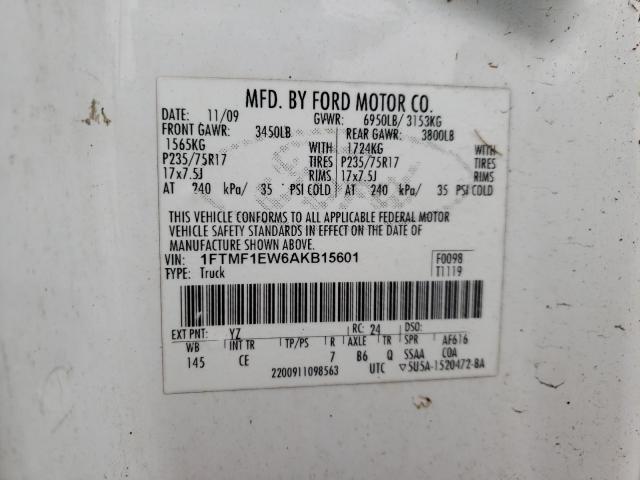 MFD. BY FORD MOTOR CO.
DATE: 11/09 GVWR: 6950LB/ 3153KG
FRONT GAWR: 3450LB REAR GAWR: 3800LB
1565KG WITH 1724KG WITH
P235/75R17 TIRES P235/75R17 TIRES
17x7.5J RIMS 17x7.5J RIMS
AT 240 kPa/ 35 PSI COLD AT 240 kPa/ 35 PSI COLD
THIS VEHICLE CONFORMS TO ALL APPLICABLE FEDERAL MOTOR
VEHICLE SAFETY STANDARDS IN EFFECT ON THE DATE OF
MANUFACTURE SHOWN ABOVE.
VIN: 1FTMF1EW6AKB15601 F0098
TYPE: Truck T1119
EXT PNT: YZ RC: 24 DSO:
WB INT TR TP/PS R AXLE TR SPR AF616
145 CE 7 B6 Q SSAA COA
2200911098563 UTC ▽5U5A-1520472-BA